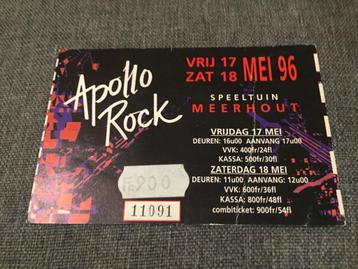 Apollo
Rock
VRIJ 17
ZAT 18 MEI 96
SPEELTUIN
MEERHOUT
VRIJDAG 17 MEI
DEUREN: 16u00 AANVANG 17u00
VVK: 400fr/24fl
KASSA: 500fr/30fl
ZATERDAG 18 MEI
DEUREN: 11u00 AANVANG: 12u00
VVK: 600fr/36fl
KASSA: 800fr/48fl
combiticket: 900fr/54fl
900
11091